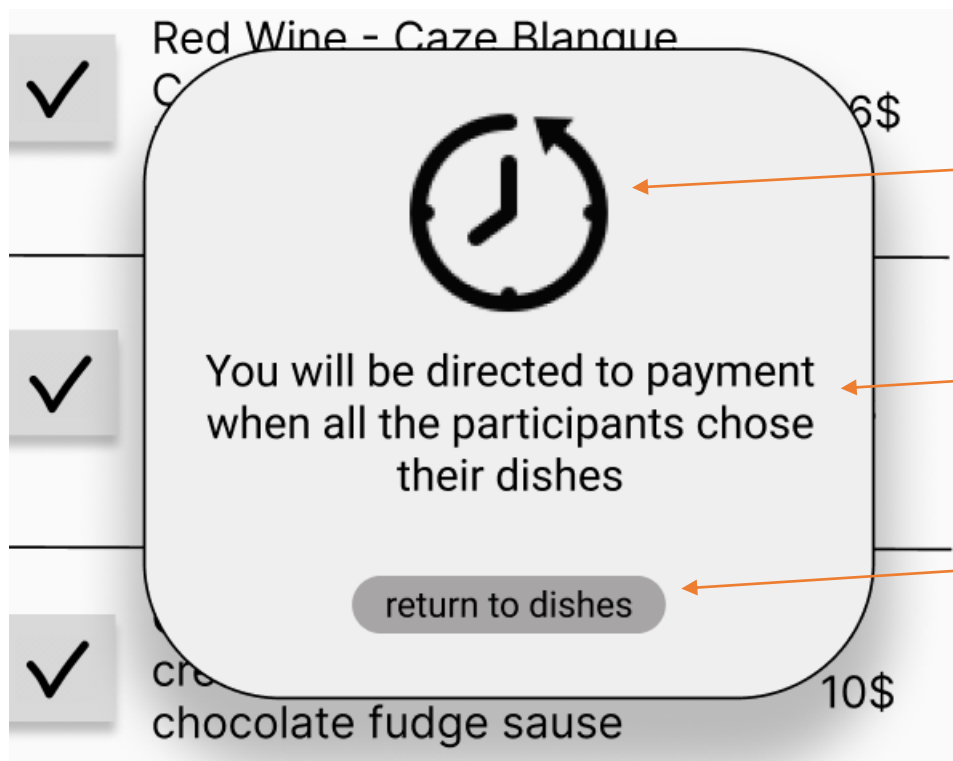 Red Wine - Caze Blanque
6$
You will be directed to payment
when all the participants chose
their dishes
return to dishes
10$
chocolate fudge sause